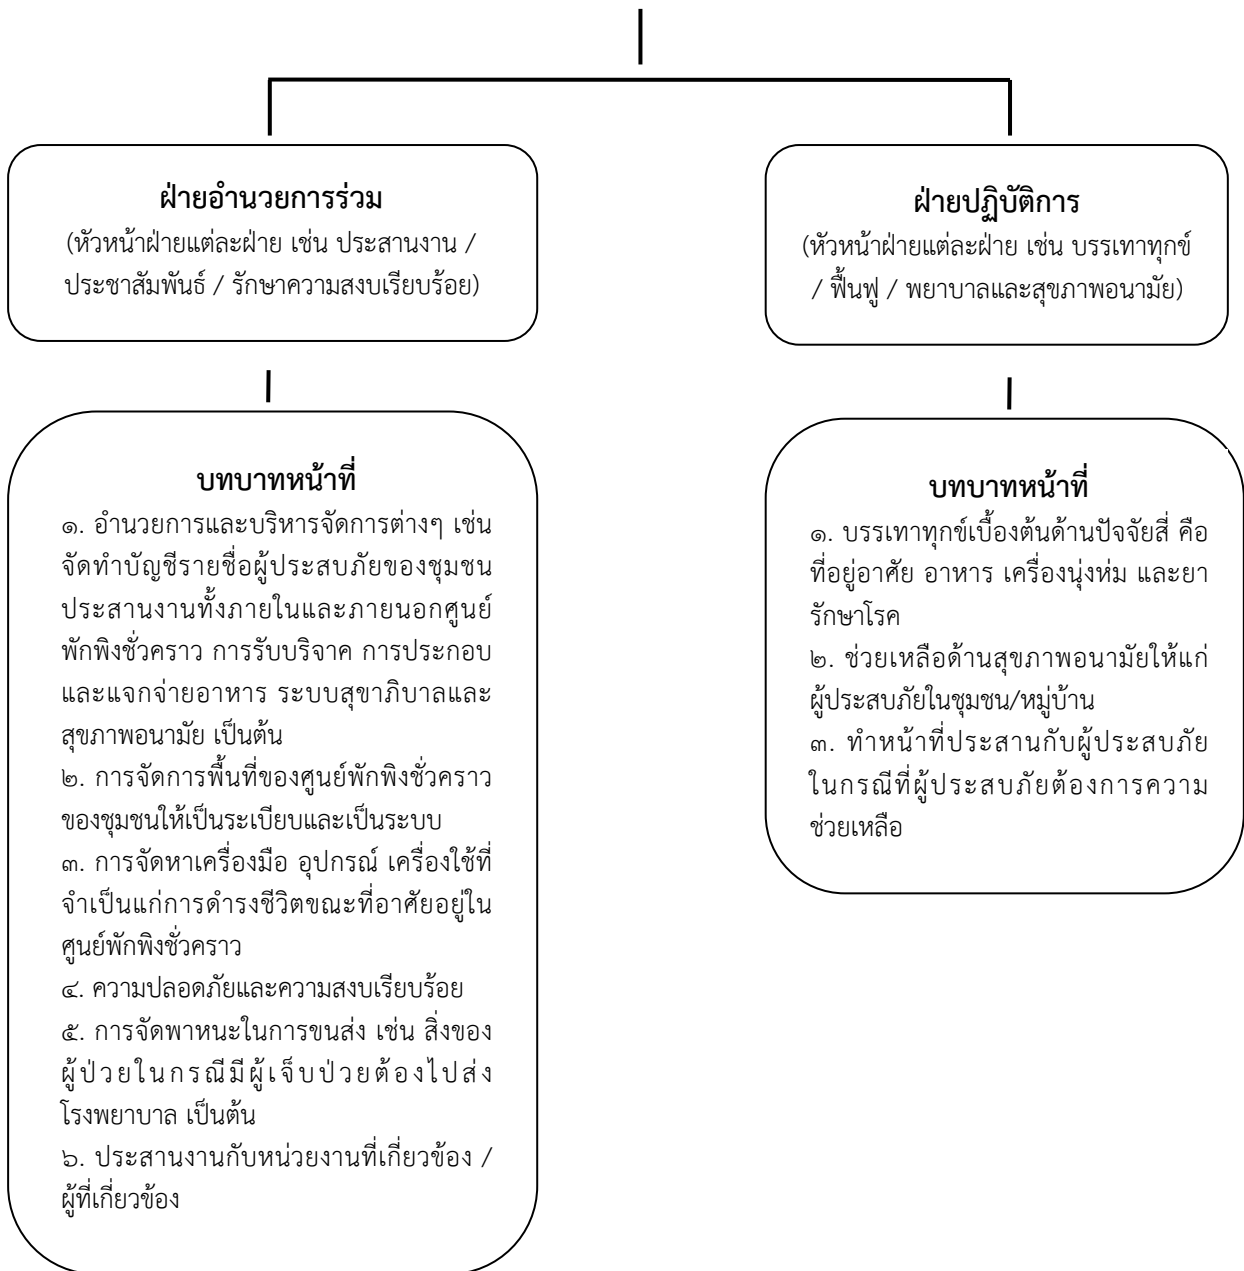 ฝ่ายอำนวยการร่วม
(หัวหน้าฝ่ายแต่ละฝ่าย เช่น ประสานงาน /
ประชาสัมพันธ์ / รักษาความสงบเรียบร้อย)
บทบาทหน้าที่
๑. อำนวยการและบริหารจัดการต่างๆ เช่น
จัดทำบัญชีรายชื่อผู้ประสบภัยของชุมชน
ประสานงานทั้งภายในและภายนอกศูนย์
พักพิงชั่วคราว การรับบริจาค การประกอบ
และแจกจ่ายอาหาร ระบบสุขาภิบาลและ
สุขภาพอนามัย เป็นต้น
๒. การจัดการพื้นที่ของศูนย์พักพิงชั่วคราว
ของชุมชนให้เป็นระเบียบและเป็นระบบ
๓. การจัดหาเครื่องมือ อุปกรณ์ เครื่องใช้ที่
จำเป็นแก่การดำรงชีวิตขณะที่อาศัยอยู่ใน
ศูนย์พักพิงชั่วคราว
๔. ความปลอดภัยและความสงบเรียบร้อย
๕. การจัดพาหนะในการขนส่ง เช่น สิ่งของ
ผู้ป่วยในกรณีมีผู้เจ็บป่วยต้องไปส่ง
โรงพยาบาล เป็นต้น
๖. ประสานงานกับหน่วยงานที่เกี่ยวข้อง /
ผู้ที่เกี่ยวข้อง
ฝ่ายปฏิบัติการ
(หัวหน้าฝ่ายแต่ละฝ่าย เช่น บรรเทาทุกข์
/ ฟื้นฟู / พยาบาลและสุขภาพอนามัย)
บทบาทหน้าที่
๑. บรรเทาทุกข์เบื้องต้นด้านปัจจัยสี่ คือ
ที่อยู่อาศัย อาหาร เครื่องนุ่งห่ม และยา
รักษาโรค
๒. ช่วยเหลือด้านสุขภาพอนามัยให้แก่
ผู้ประสบภัยในชุมชน/หมู่บ้าน
๓. ทำหน้าที่ประสานกับผู้ประสบภัย
ในกรณีที่ผู้ประสบภัยต้องการความ
ช่วยเหลือ